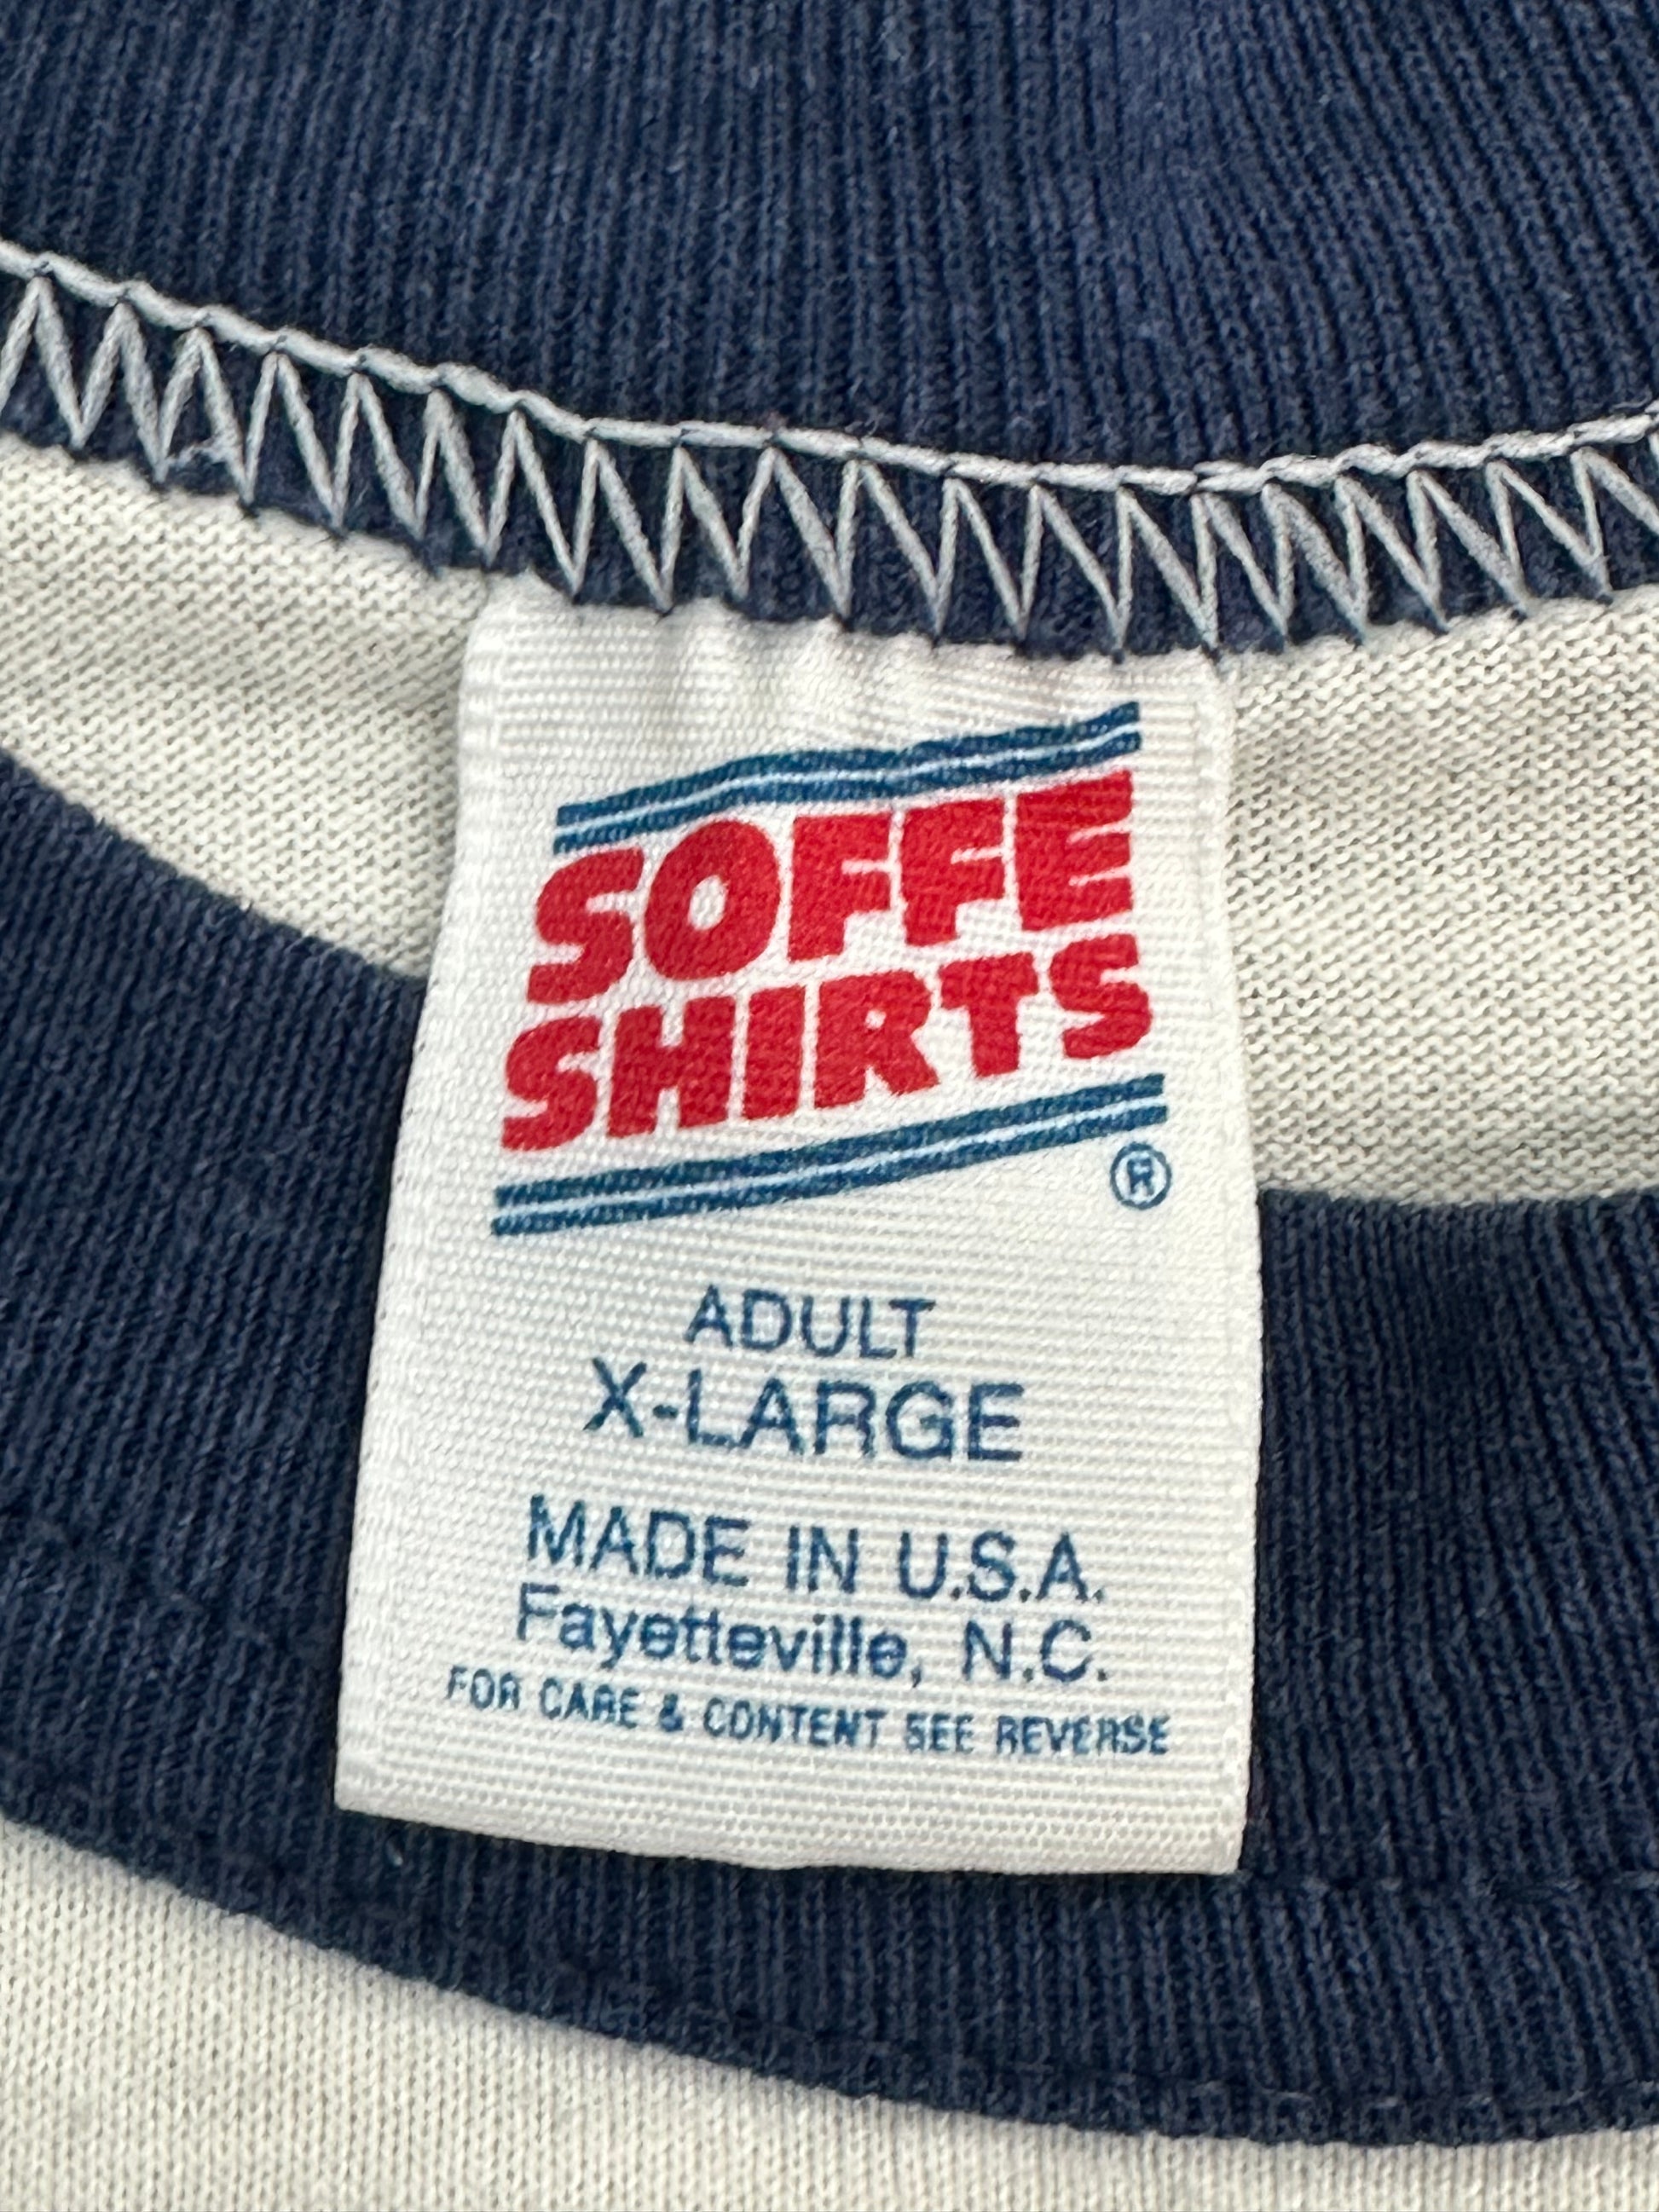 SOFFE
SHIRTS
®
ADULT
X-LARGE
MADE IN U.S.A.
Fayetteville, N.C.
FOR CARE & CONTENT SEE REVERSE